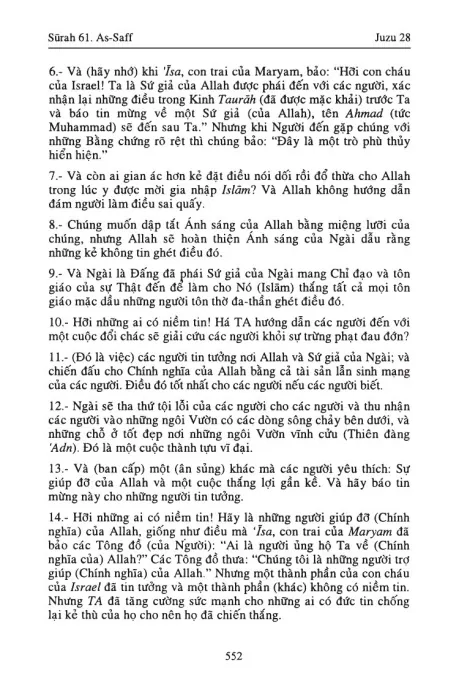 Sūrah 61. As-Saff Juzu 28
6.- Và (hãy nhớ) khi 'Īsa, con trai của Maryam, bảo: “Hỡi con cháu
của Israel! Ta là Sứ giả của Allah được phái đến với các người, xác
nhận lại những điều trong Kinh Taurāh (đã được mặc khải) trước Ta
và báo tin mừng về một Sứ giả (của Allah), tên Ahmad (tức
Muhammad) sẽ đến sau Ta.” Nhưng khi Người đến gặp chúng với
những Bằng chứng rõ rệt thì chúng bảo: “Đây là một trò phù thủy
hiển hiện.”
7.- Và còn ai gian ác hơn kẻ đặt điều nói dối rồi đổ thừa cho Allah
trong lúc y được mời gia nhập Islām? Và Allah không hướng dẫn
đám người làm điều sai quấy.
8.- Chúng muốn dập tắt Ánh sáng của Allah bằng miệng lưỡi của
chúng, nhưng Allah sẽ hoàn thiện Ánh sáng của Ngài dẫu rằng
những kẻ không tin ghét điều đó.
9.- Và Ngài là Đấng đã phái Sứ giả của Ngài mang Chỉ đạo và tôn
giáo của sự Thật đến để làm cho Nó (Islām) thắng tất cả mọi tôn
giáo mặc dầu những người tôn thờ đa-thần ghét điều đó.
10.- Hỡi những ai có niềm tin! Há TA hướng dẫn các người đến với
một cuộc đổi chác sẽ giải cứu các người khỏi sự trừng phạt đau đớn?
11.- (Đó là việc) các người tin tưởng nơi Allah và Sứ giả của Ngài; và
chiến đấu cho Chính nghĩa của Allah bằng cả tài sản lẫn sinh mạng
của các người. Điều đó tốt nhất cho các người nếu các người biết.
12.- Ngài sẽ tha thứ tội lỗi của các người cho các người và thu nhận
các người vào những ngôi Vườn có các dòng sông chảy bên dưới, và
những chỗ ở tốt đẹp nơi những ngôi Vườn vĩnh cửu (Thiên đàng
'Adn). Đó là một cuộc thành tựu vĩ đại.
13.- Và (ban cấp) một (ân sủng) khác mà các người yêu thích: Sự
giúp đỡ của Allah và một cuộc thắng lợi gần kề. Và hãy báo tin
mừng này cho những người tin tưởng.
14.- Hỡi những ai có niềm tin! Hãy là những người giúp đỡ (Chính
nghĩa) của Allah, giống như điều mà 'Īsa, con trai của Maryam đã
bảo các Tông đồ (của Người): “Ai là người ủng hộ Ta về (Chính
nghĩa của) Allah?” Các Tông đồ thưa: “Chúng tôi là những người trợ
giúp (Chính nghĩa) của Allah.” Nhưng một thành phần của con cháu
của Israel đã tin tưởng và một thành phần (khác) không có niềm tin.
Nhưng TA đã tăng cường sức mạnh cho những ai có đức tin chống
lại kẻ thù của họ cho nên họ đã chiến thắng.
552